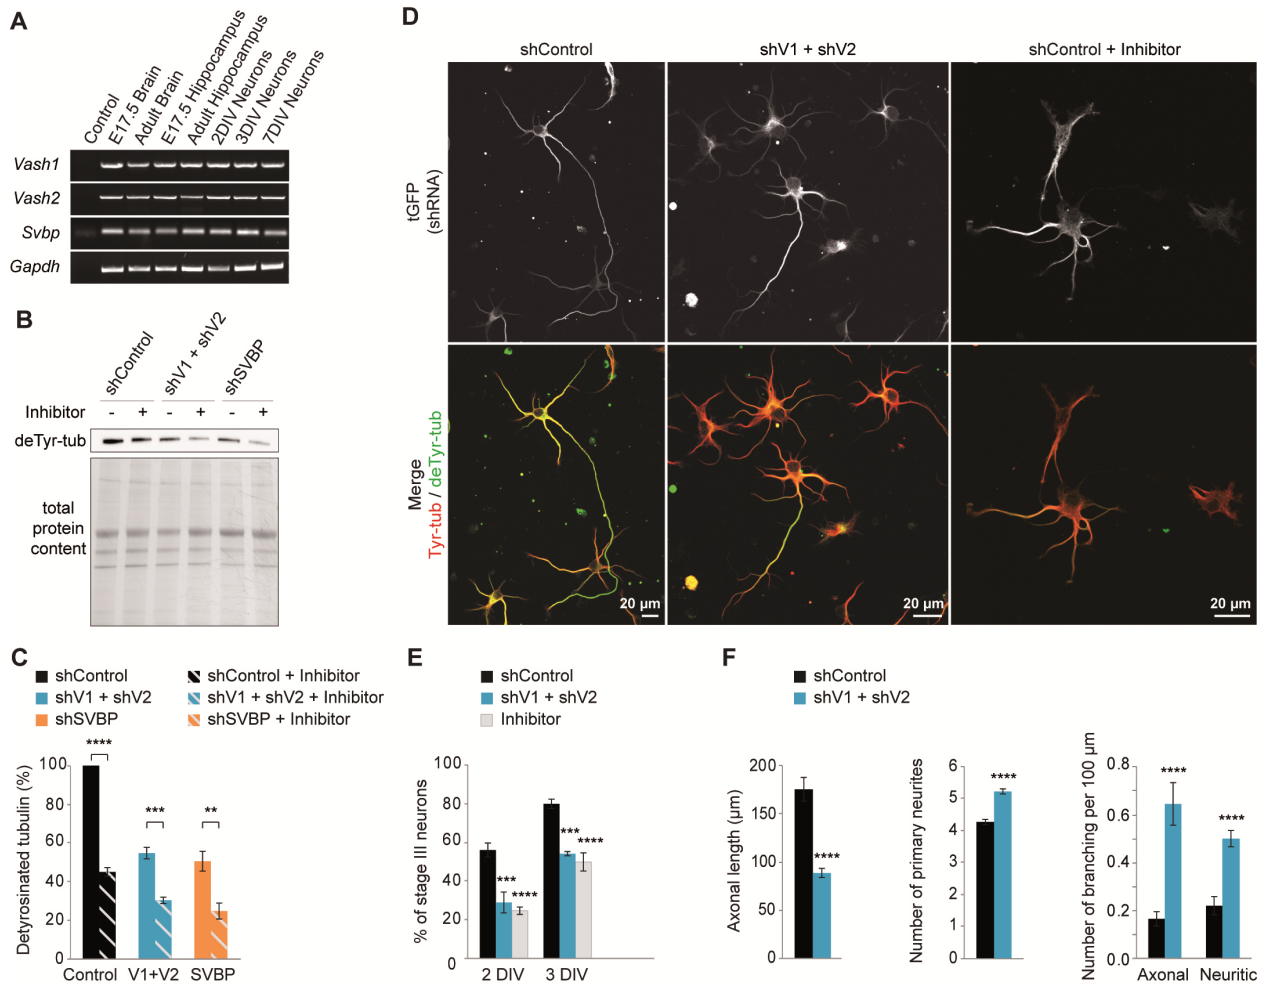 A
Control
E17.5 Brain
Adult Brain
E17.5 Hippocampus
Adult Hippocampus
2DIV Neurons
3DIV Neurons
7DIV Neurons
Vash1
Vash2
Svbp
Gapdh
B
shControl
shV1 + shV2
shSVBP
Inhibitor - + - + - +
deTyr-tub
total
protein
content
C
shControl
shV1 + shV2
shSVBP
shControl + Inhibitor
shV1 + shV2 + Inhibitor
shSVBP + Inhibitor
Detyrosinated tubulin (%)
100
80
60
40
20
0
****
***
**
Control V1+V2 SVBP
D
shControl shV1 + shV2 shControl + Inhibitor
tGFP
(shRNA)
Merge
Tyr-tub / deTyr-tub
20 µm 20 µm 20 µm
E
shControl
shV1 + shV2
Inhibitor
% of stage III neurons
100
80
60
40
20
0
***
****
***
****
2 DIV 3 DIV
F
shControl
shV1 + shV2
Axonal length (µm)
200
150
100
50
0
****
Number of primary neurites
6
5
4
3
2
1
0
****
Number of branching per 100 µm
0.8
0.6
0.4
0.2
0
****
****
Axonal Neuritic